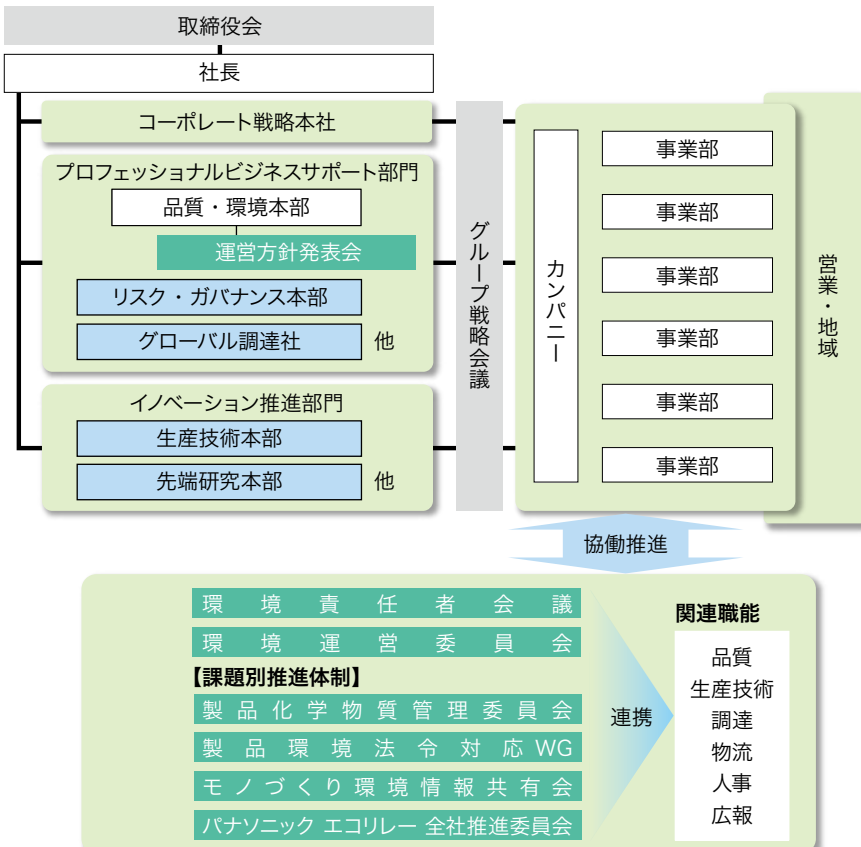 取締役会
社長
コーポレート戦略本社
プロフェッショナルビジネスサポート部門
品質・環境本部
運営方針発表会
リスク・ガバナンス本部
グローバル調達社 他
イノベーション推進部門
生産技術本部
先端研究本部 他
グループ戦略会議
カンパニー
事業部
事業部
事業部
事業部
事業部
事業部
営業・地域
協働推進
環境責任者会議
環境運営委員会
【課題別推進体制】
製品化学物質管理委員会
製品環境法令対応WG
モノづくり環境情報共有会
パナソニック エコリレー 全社推進委員会
連携
関連職能
品質
生産技術
調達
物流
人事
広報